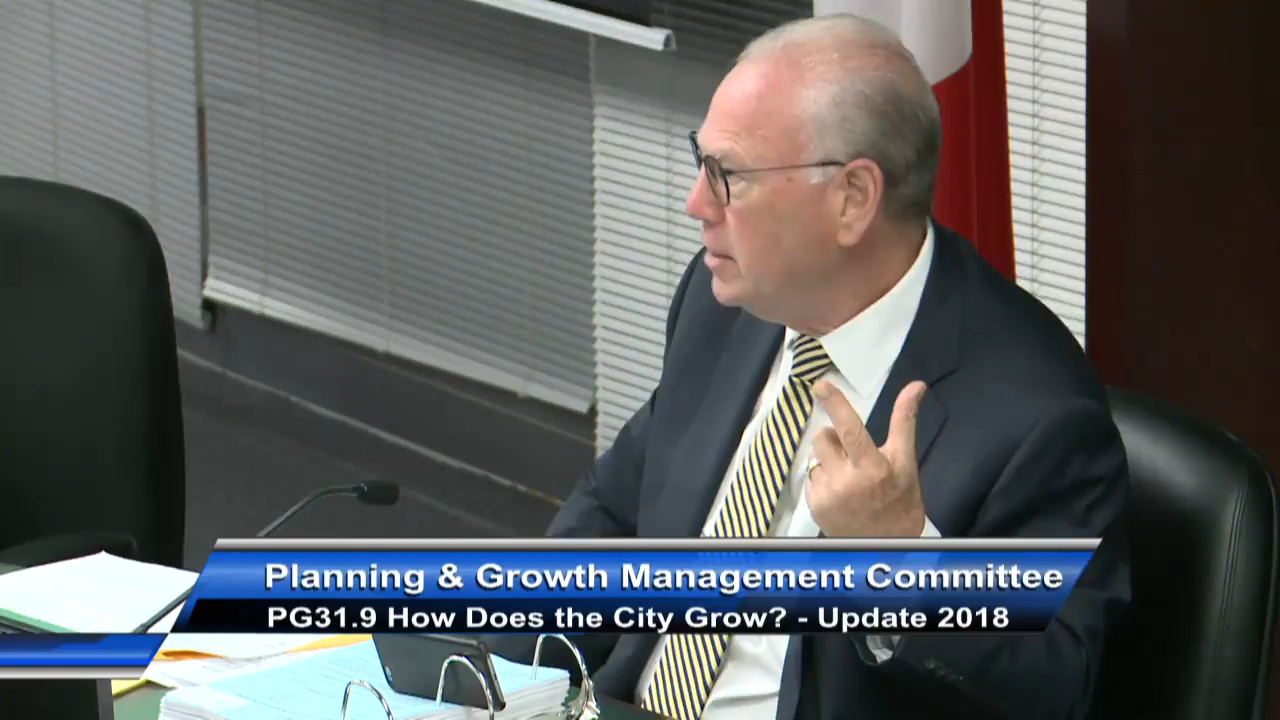 Planning & Growth Management Committee
PG31.9 How Does the City Grow? - Update 2018